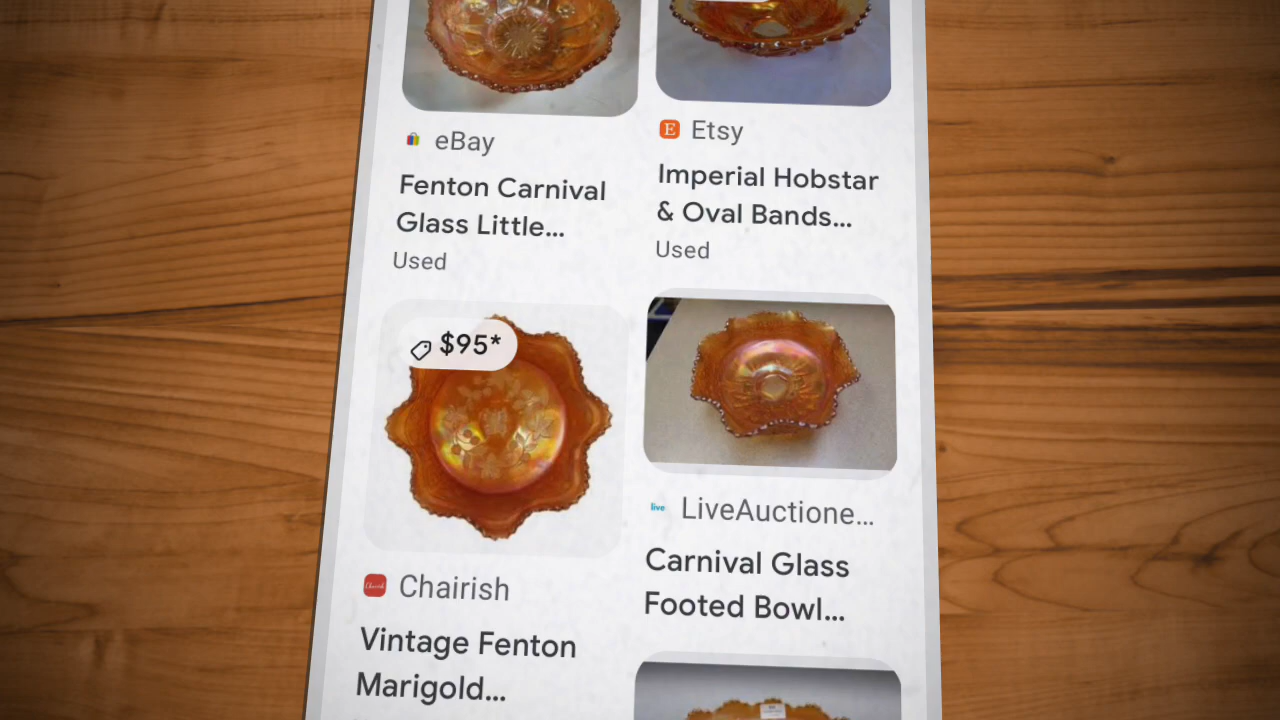 eBay
Fenton Carnival
Glass Little...
Used
E Etsy
Imperial Hobstar
& Oval Bands...
Used
$95*
Chairish
Vintage Fenton
Marigold...
live LiveAuctione...
Carnival Glass
Footed Bowl...